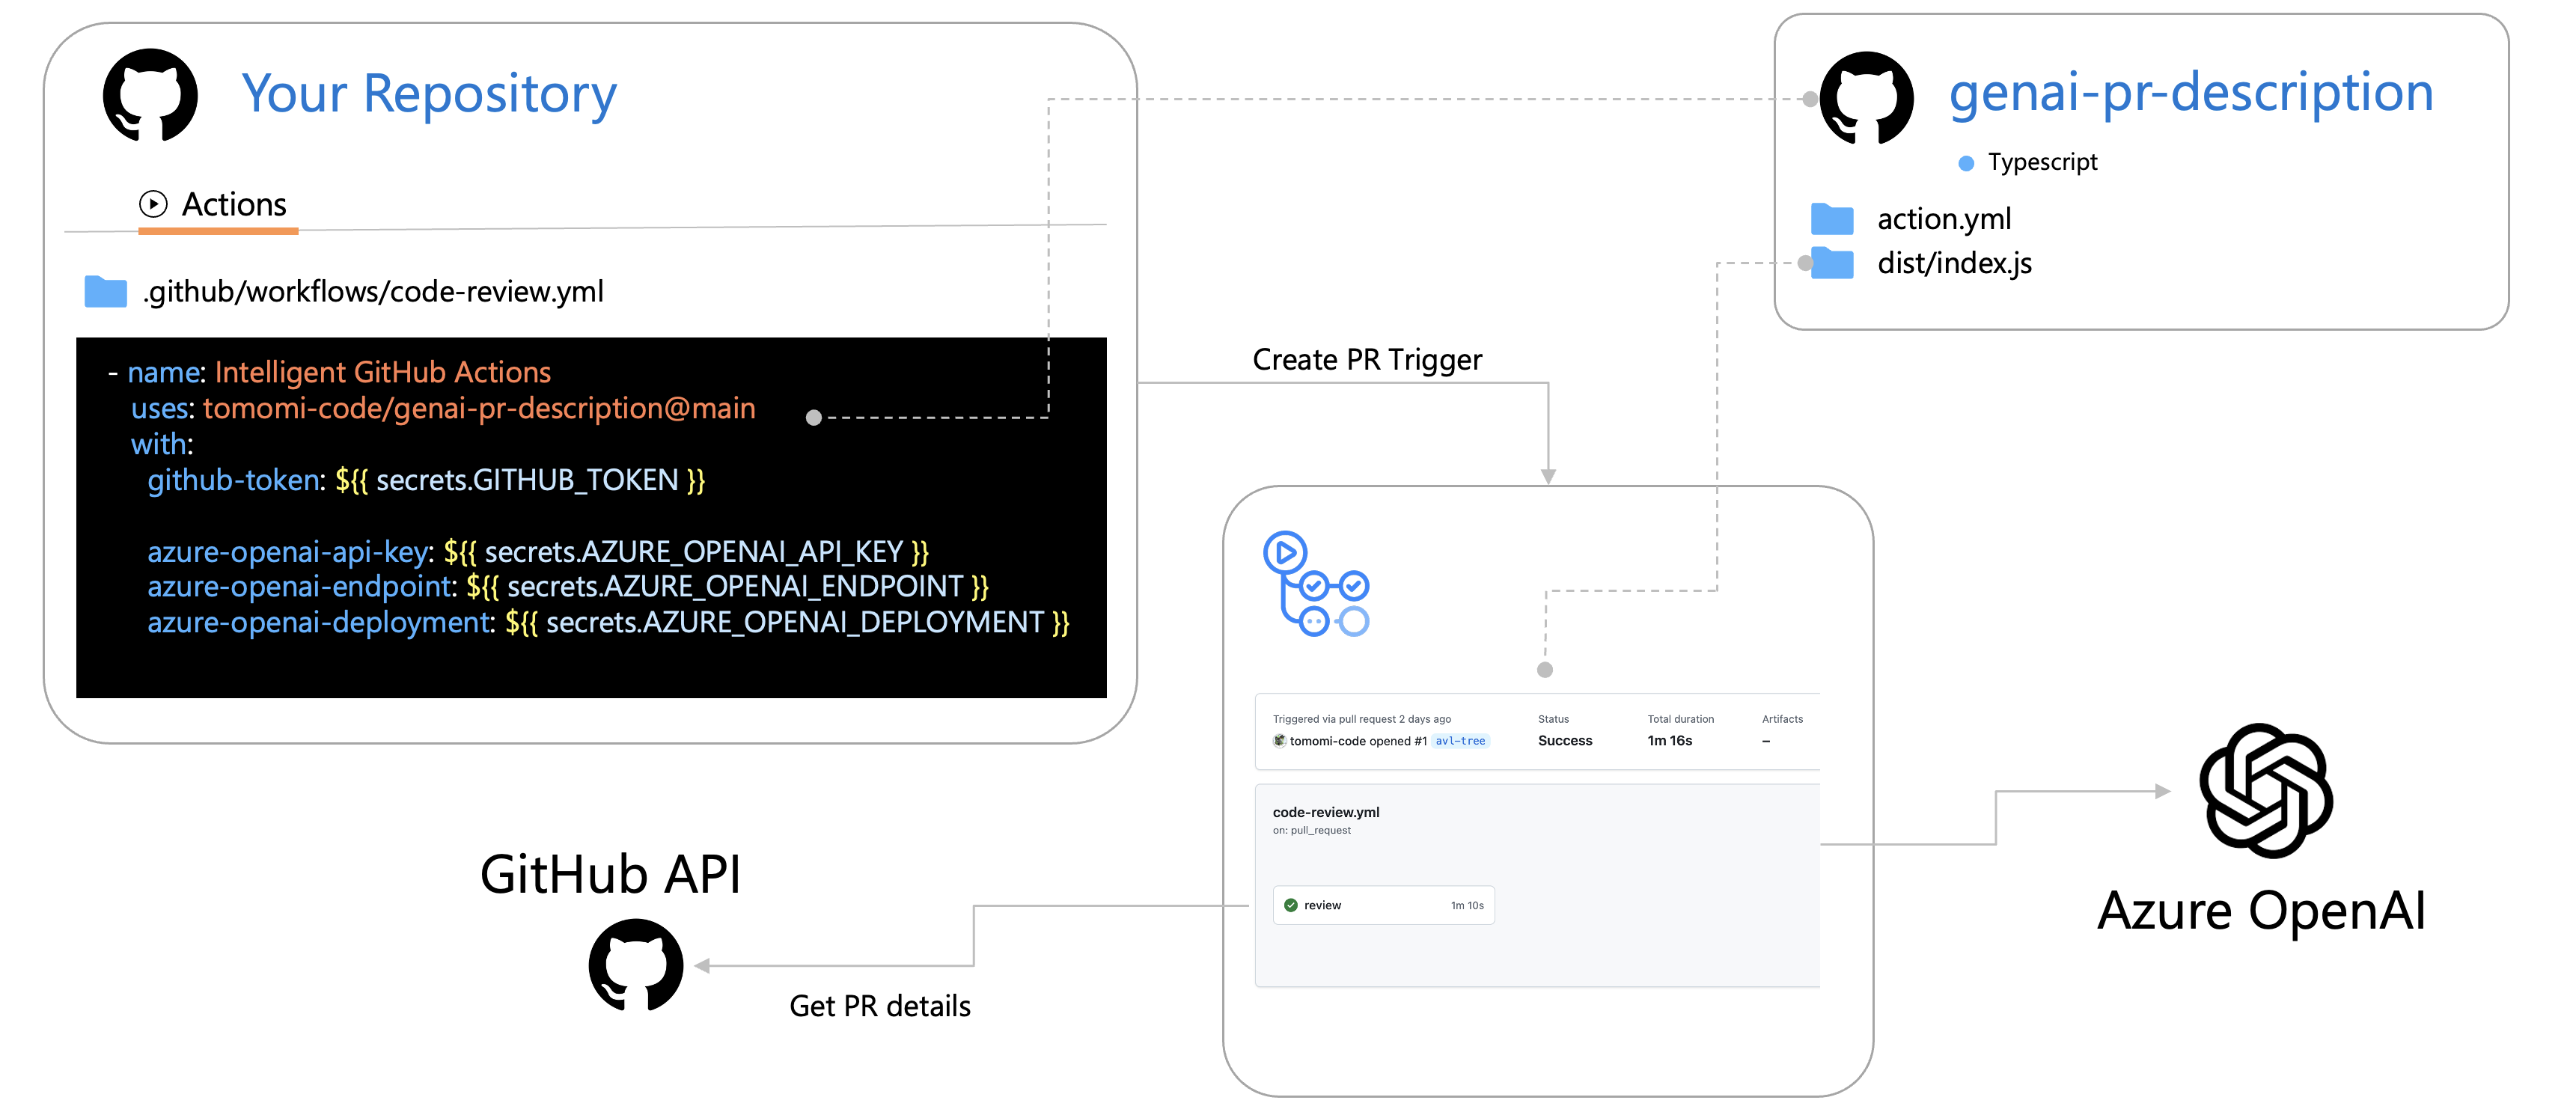 Your Repository
Actions
.github/workflows/code-review.yml
- name: Intelligent GitHub Actions
uses: tomomi-code/genai-pr-description@main
with:
github-token: ${{ secrets.GITHUB_TOKEN }}
azure-openai-api-key: ${{ secrets.AZURE_OPENAI_API_KEY }}
azure-openai-endpoint: ${{ secrets.AZURE_OPENAI_ENDPOINT }}
azure-openai-deployment: ${{ secrets.AZURE_OPENAI_DEPLOYMENT }}
genai-pr-description
Typescript
action.yml
dist/index.js
Create PR Trigger
Triggered via pull request 2 days ago
tomomi-code opened #1 avl-tree
Status
Success
Total duration
1m 16s
Artifacts
–
code-review.yml
on: pull_request
review 1m 10s
GitHub API
Get PR details
Azure OpenAI